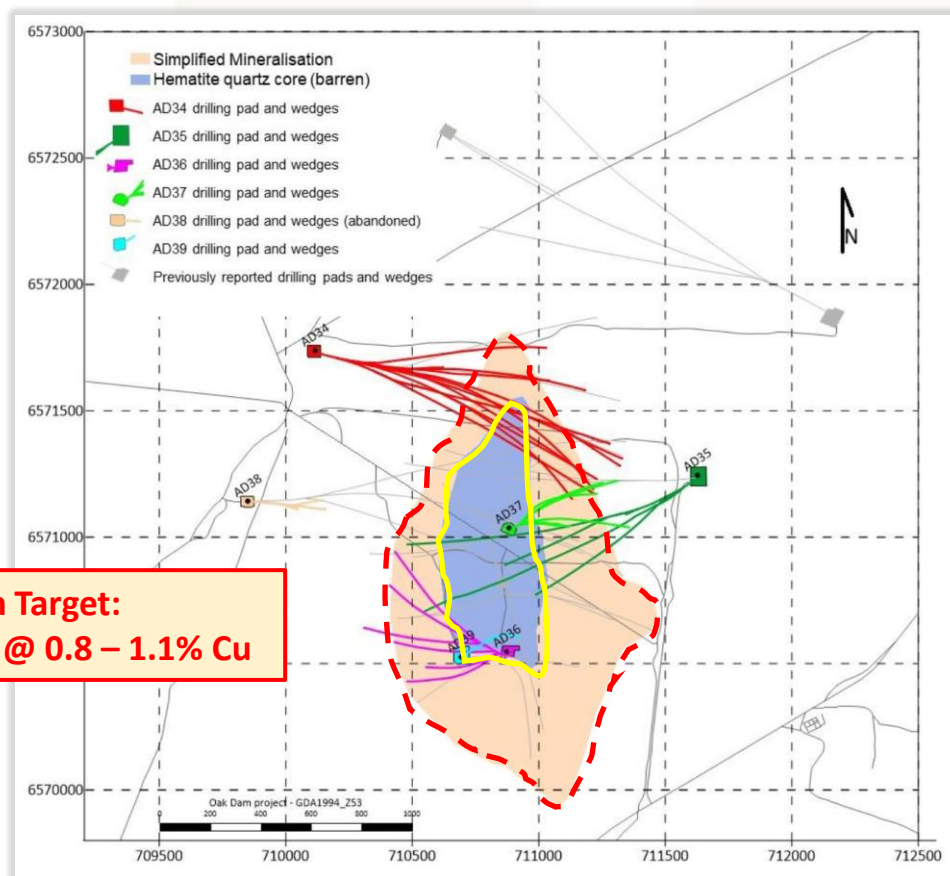 6573000
Simplified Mineralisation
Hematite quartz core (barren)
AD34 drilling pad and wedges
AD35 drilling pad and wedges
AD36 drilling pad and wedges
AD37 drilling pad and wedges
AD38 drilling pad and wedges (abandoned)
AD39 drilling pad and wedges
Previously reported drilling pads and wedges
N
6572500
6572000
AD34
6571500
AD35
AD38
AD37
6571000
n Target:
@ 0.8 – 1.1% Cu
AD39
AD36
6570000
Oak Dam project - GDA1994_Z53
0 200 400 600 800 1000
709500 710000 710500 711000 711500 712000 712500